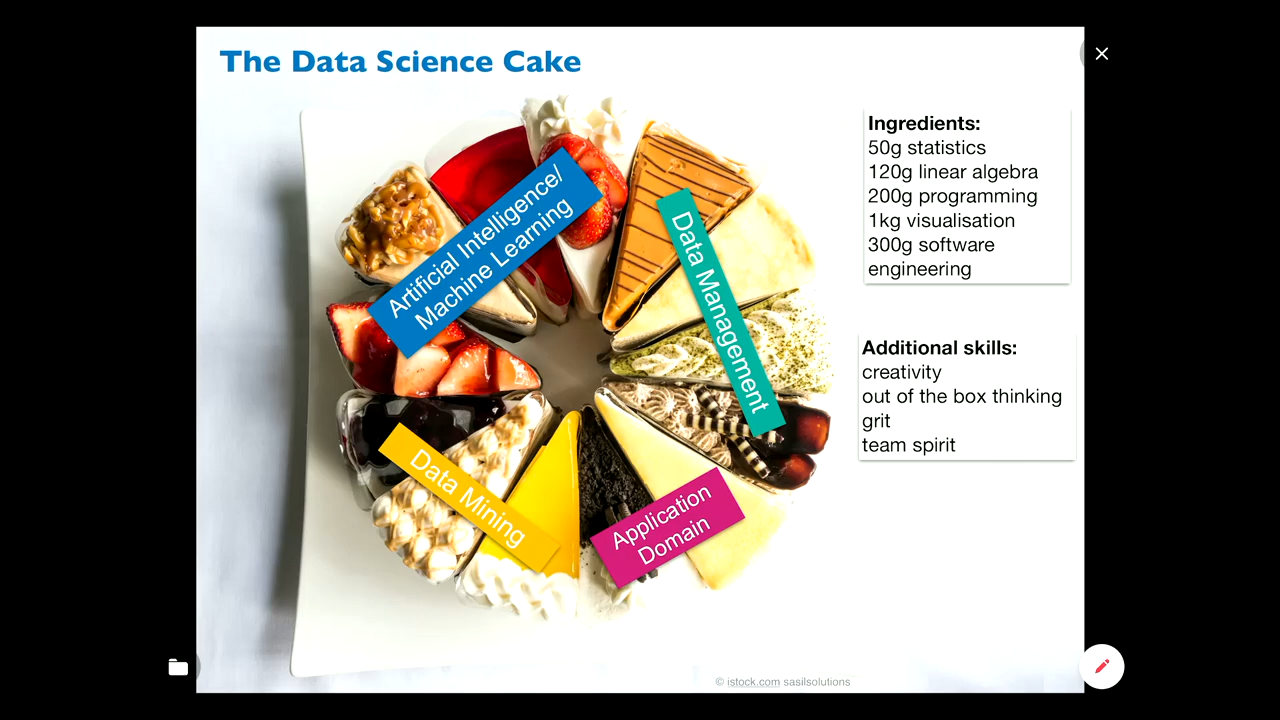 The Data Science Cake
Artificial Intelligence/
Machine Learning
Data Management
Data Mining
Application
Domain
Ingredients:
50g statistics
120g linear algebra
200g programming
1kg visualisation
300g software
engineering
Additional skills:
creativity
out of the box thinking
grit
team spirit
© istock.com sasilsolutions